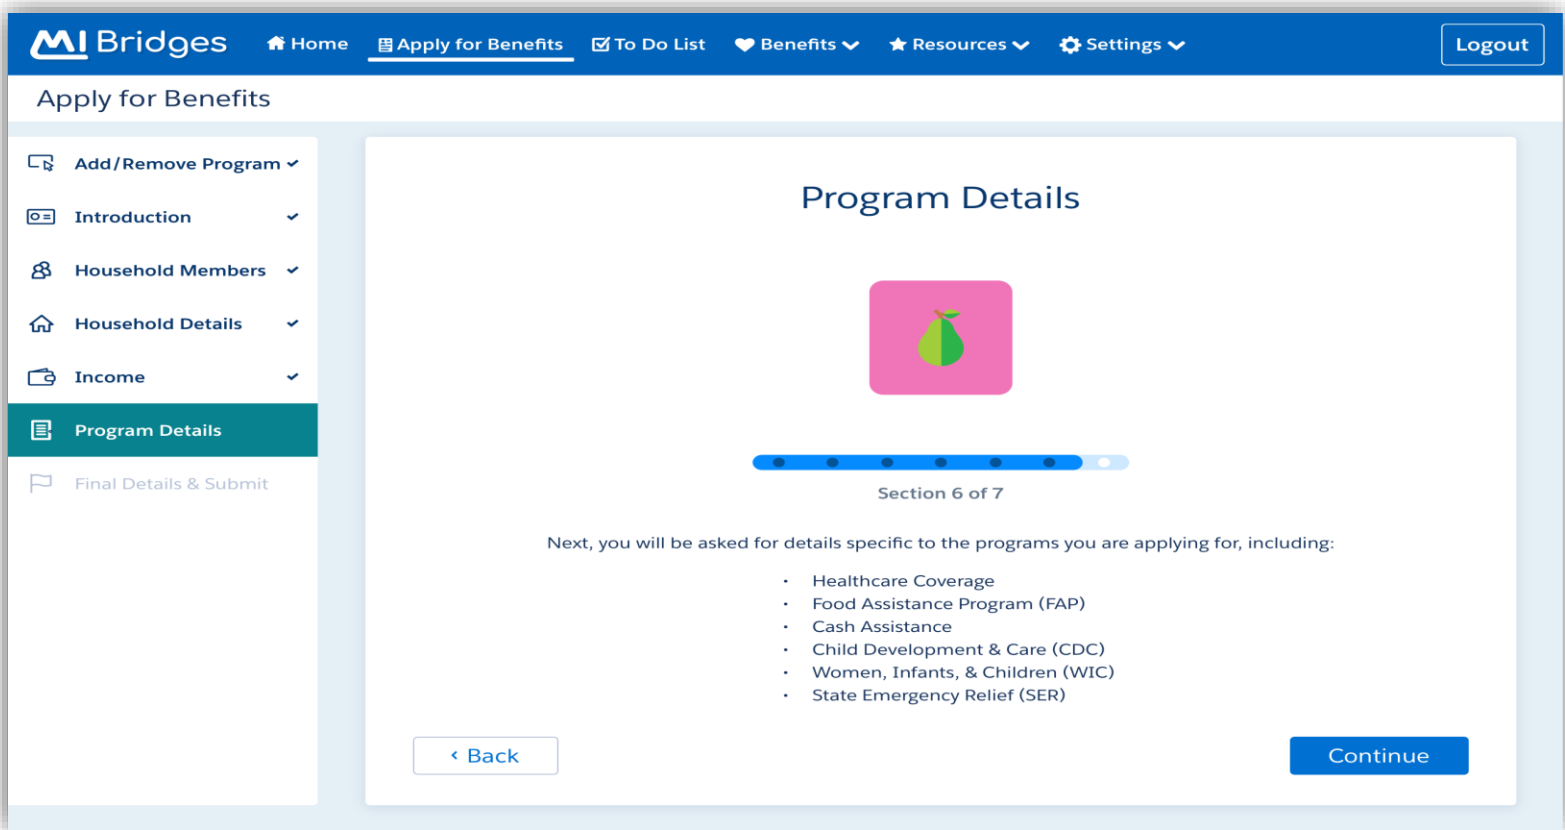 MI Bridges Home Apply for Benefits To Do List Benefits Resources Settings Logout
Apply for Benefits
Add/Remove Program
Introduction
Household Members
Household Details
Income
Program Details
Final Details & Submit
Program Details
Section 6 of 7
Next, you will be asked for details specific to the programs you are applying for, including:
· Healthcare Coverage
· Food Assistance Program (FAP)
· Cash Assistance
· Child Development & Care (CDC)
· Women, Infants, & Children (WIC)
· State Emergency Relief (SER)
‹ Back Continue